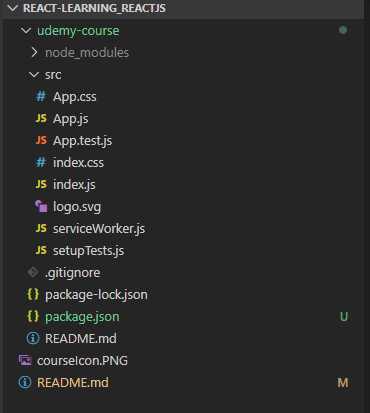 REACT-LEARNING_REACTJS
udemy-course
node_modules
src
# App.css
JS App.js
JS App.test.js
# index.css
JS index.js
logo.svg
JS serviceWorker.js
JS setupTests.js
.gitignore
{} package-lock.json
{} package.json U
README.md
courseIcon.PNG
README.md M